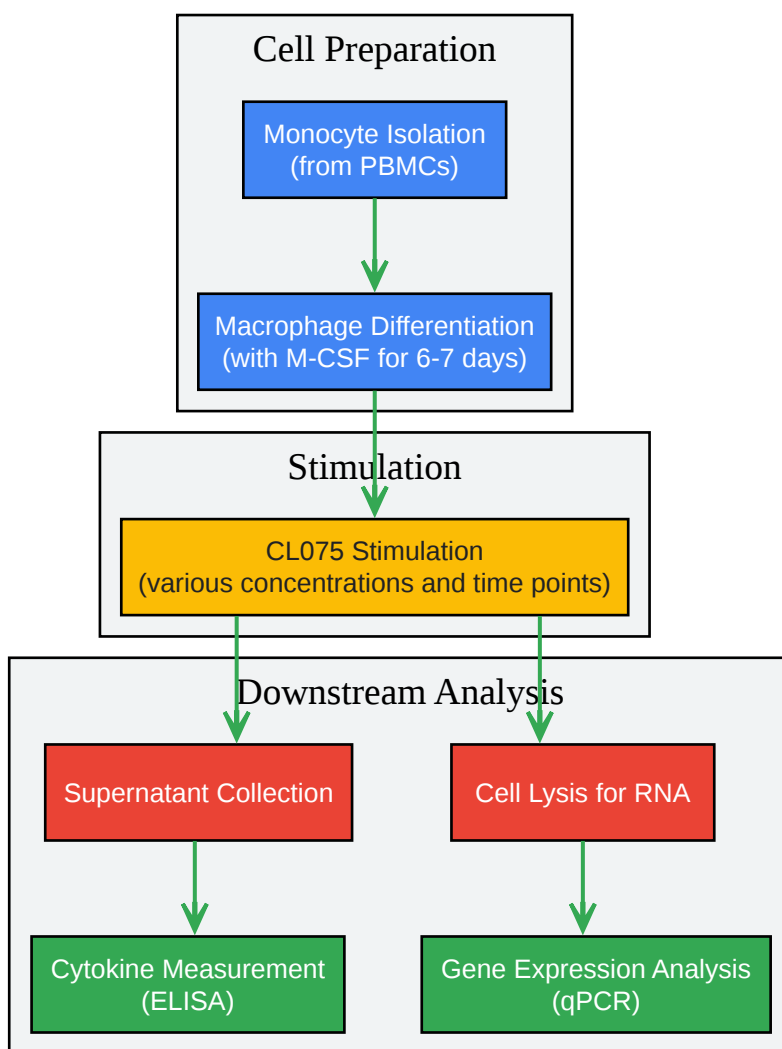 Cell Preparation
Monocyte Isolation
(from PBMCs)
Macrophage Differentiation
(with M-CSF for 6-7 days)
Stimulation
CL075 Stimulation
(various concentrations and time points)
Downstream Analysis
Supernatant Collection
Cell Lysis for RNA
Cytokine Measurement
(ELISA)
Gene Expression Analysis
(qPCR)